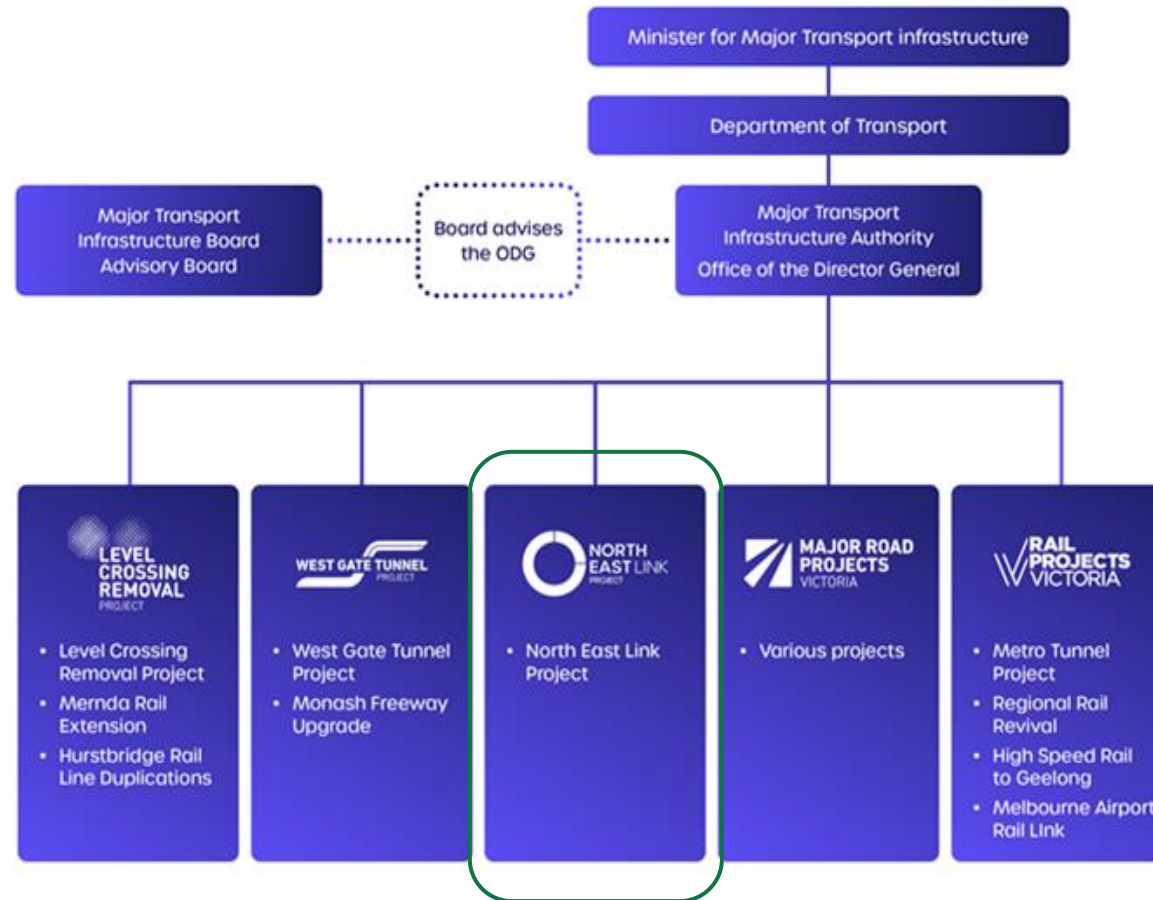 Minister for Major Transport infrastructure
Department of Transport
Major Transport
Infrastructure Board
Advisory Board
Board advises
the ODG
Major Transport
Infrastructure Authority
Office of the Director General
LEVEL
CROSSING
REMOVAL
PROJECT
• Level Crossing
Removal Project
• Mernda Rail
Extension
• Hurstbridge Rail
Line Duplications
WEST GATE TUNNEL
PROJECT
• West Gate Tunnel
Project
• Monash Freeway
Upgrade
NORTH
EAST LINK
PROJECT
• North East Link
Project
MAJOR ROAD
PROJECTS
VICTORIA
• Various projects
RAIL
PROJECTS
VICTORIA
• Metro Tunnel
Project
• Regional Rail
Revival
• High Speed Rail
to Geelong
• Melbourne Airport
Rail LInk